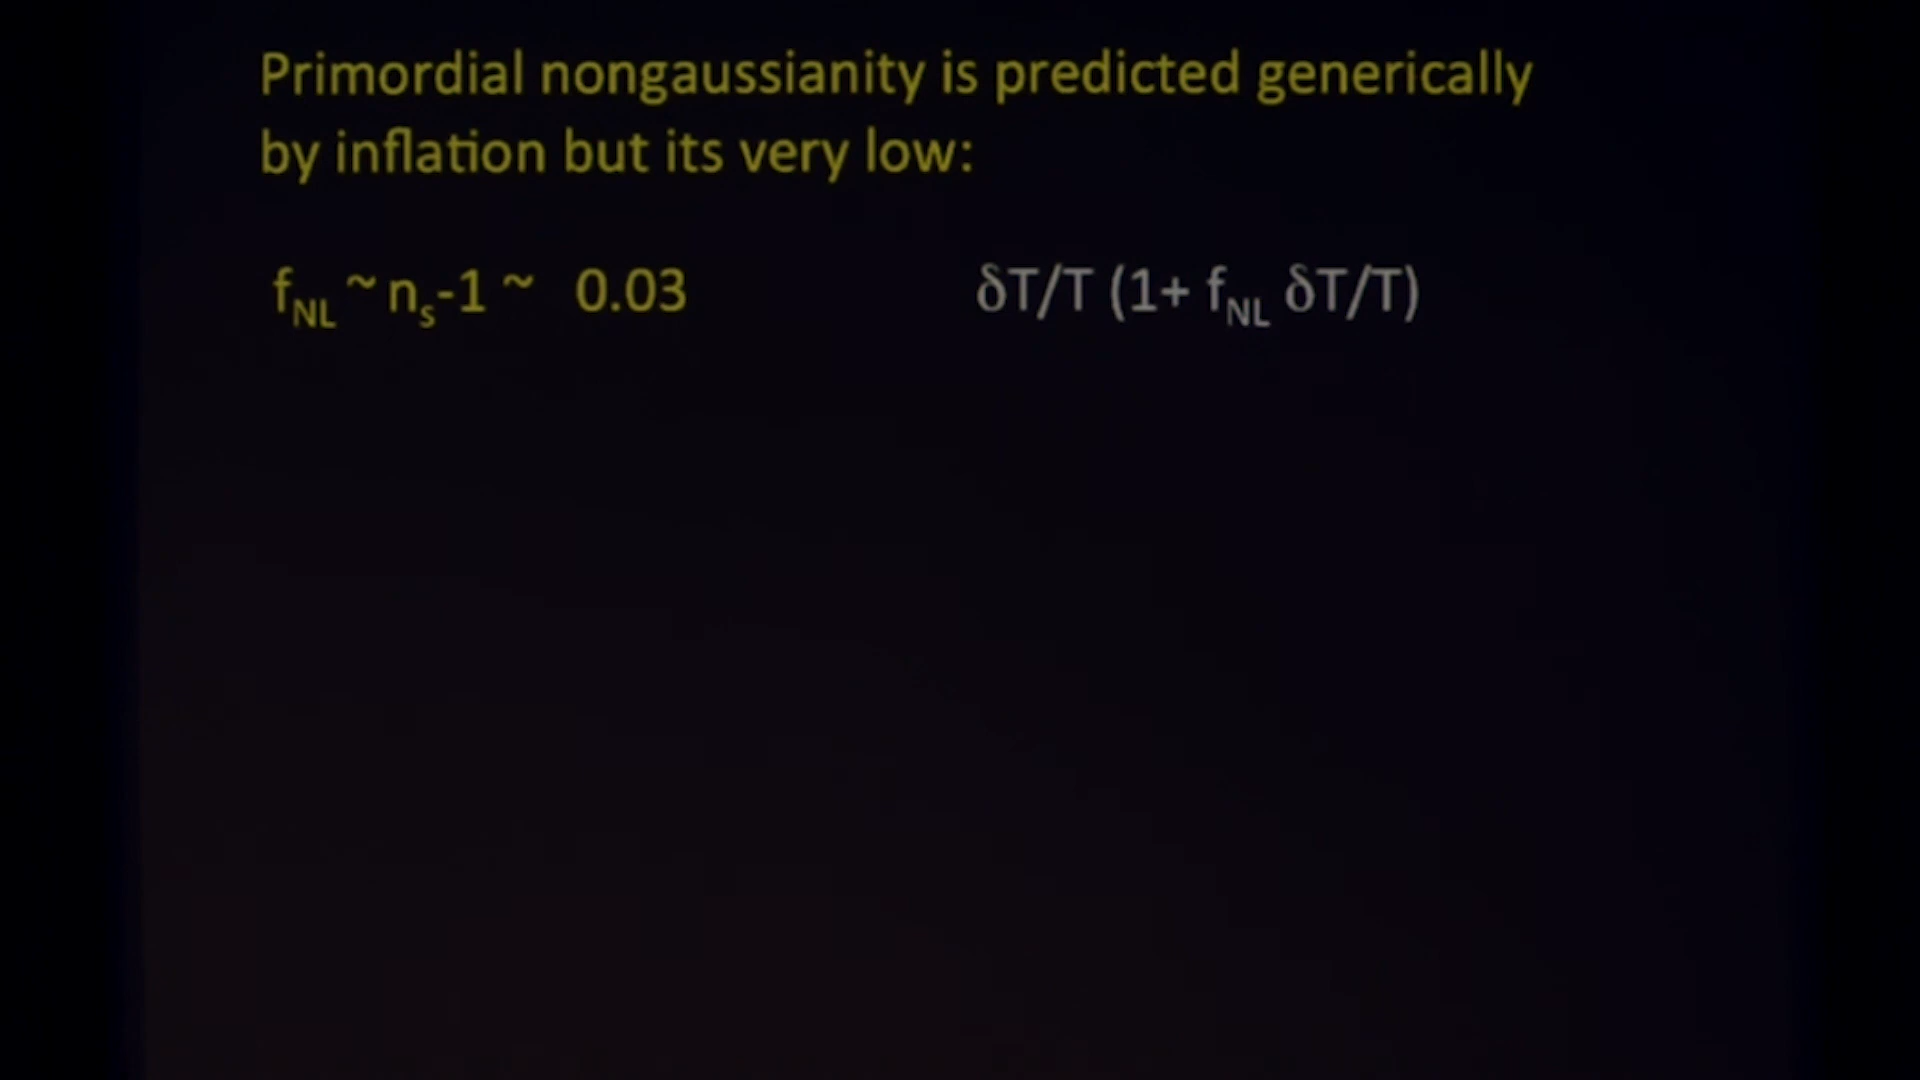 Primordial nongaussianity is predicted generically
by inflation but its very low:
fNL ~ ns-1 ~ 0.03 δT/T (1+ fNL δT/T)